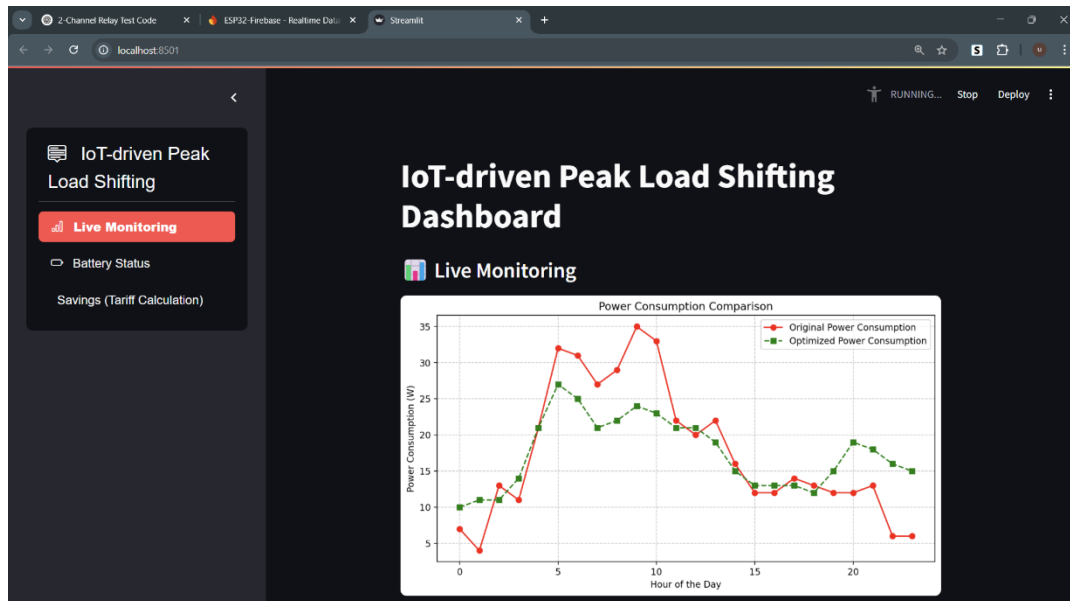 2-Channel Relay Test Code
ESP32-Firebase - Realtime Data
Streamlit
localhost:8501
S
u
RUNNING...
Stop
Deploy
IoT-driven Peak
Load Shifting
Live Monitoring
Battery Status
Savings (Tariff Calculation)
IoT-driven Peak Load Shifting
Dashboard
Live Monitoring
Power Consumption Comparison
Original Power Consumption
Optimized Power Consumption
Power Consumption (W)
35
30
25
20
15
10
5
0 5 10 15 20
Hour of the Day